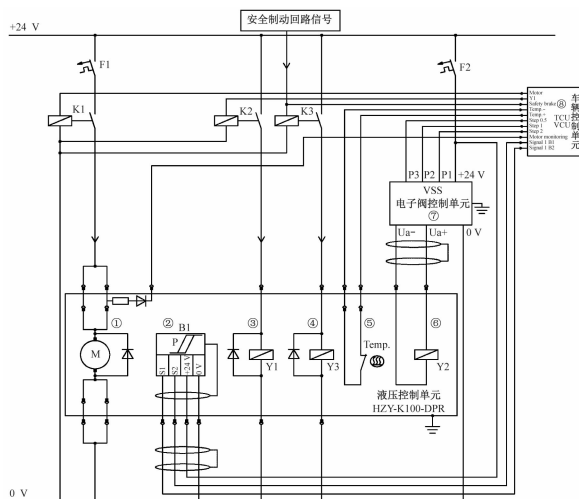 安全制动回路信号
+24 V
F1
F2
K1
K2
K3
Motor
Y1
Safety brake
Temp −
Temp +
Step 0.5
Step 1
Step 2
Motor monitoring
Signal 1 B1
Signal 1 B2
⑧
TCU
VCU
车辆控制单元
P3
P2
P1
+24 V
VSS
电子阀控制单元
⑦
Ua−
Ua+
0 V
①
②
③
④
⑤
⑥
B1
P
M
S1
S2
+24 V
0 V
Y1
Y3
Temp.
Y2
液压控制单元
HZY-K100-DPR
0 V